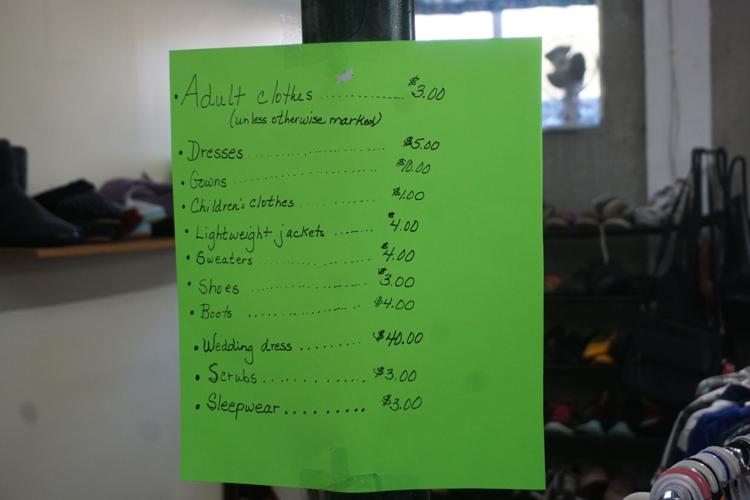 • Adult clothes ............... $3.00
(unless otherwise marked)
• Dresses ........................ $5.00
• Gowns ........................ $10.00
• Children's clothes ............... $1.00
• Lightweight jackets ....... $4.00
• Sweaters .................... $4.00
• Shoes .................... $3.00
• Boots .................. $4.00
• Wedding dress ........ $40.00
• Scrubs ............. $3.00
• Sleepwear ......... $3.00